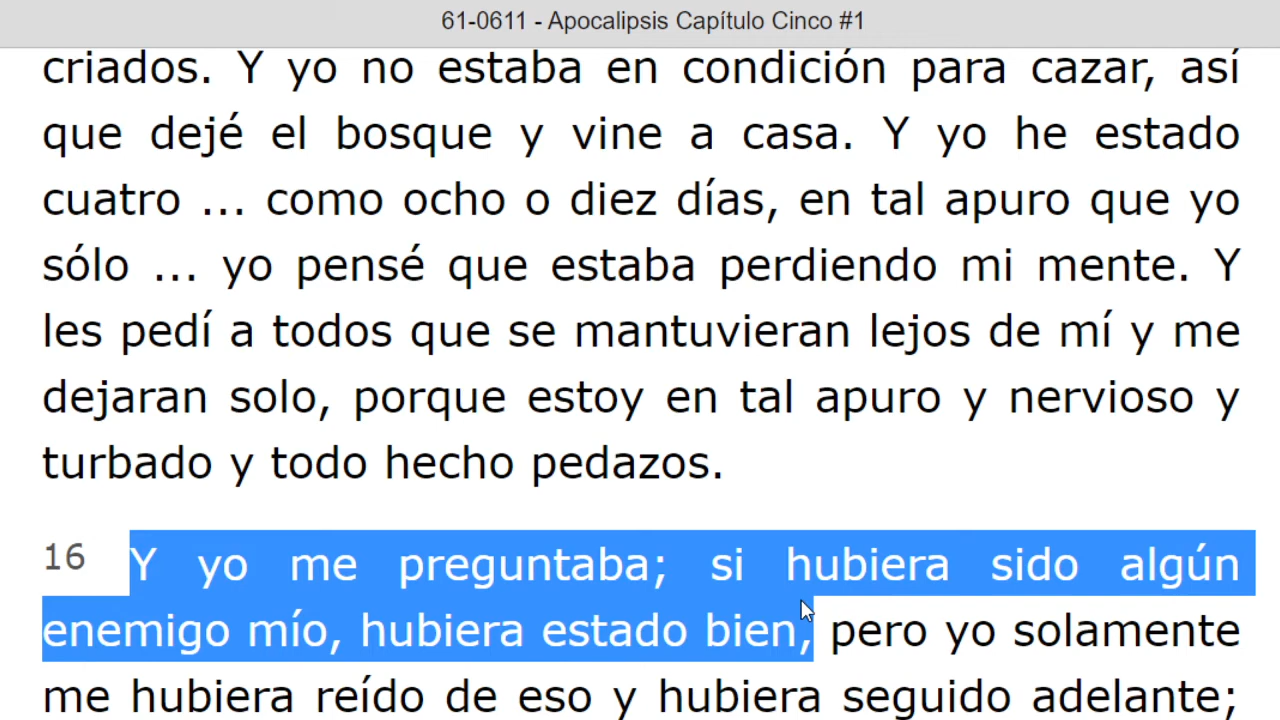 61-0611 - Apocalipsis Capítulo Cinco #1
criados. Y yo no estaba en condición para cazar, así
que dejé el bosque y vine a casa. Y yo he estado
cuatro ... como ocho o diez días, en tal apuro que yo
sólo ... yo pensé que estaba perdiendo mi mente. Y
les pedí a todos que se mantuvieran lejos de mí y me
dejaran solo, porque estoy en tal apuro y nervioso y
turbado y todo hecho pedazos.
16 Y yo me preguntaba; si hubiera sido algún
enemigo mío, hubiera estado bien, pero yo solamente
me hubiera reído de eso y hubiera seguido adelante;